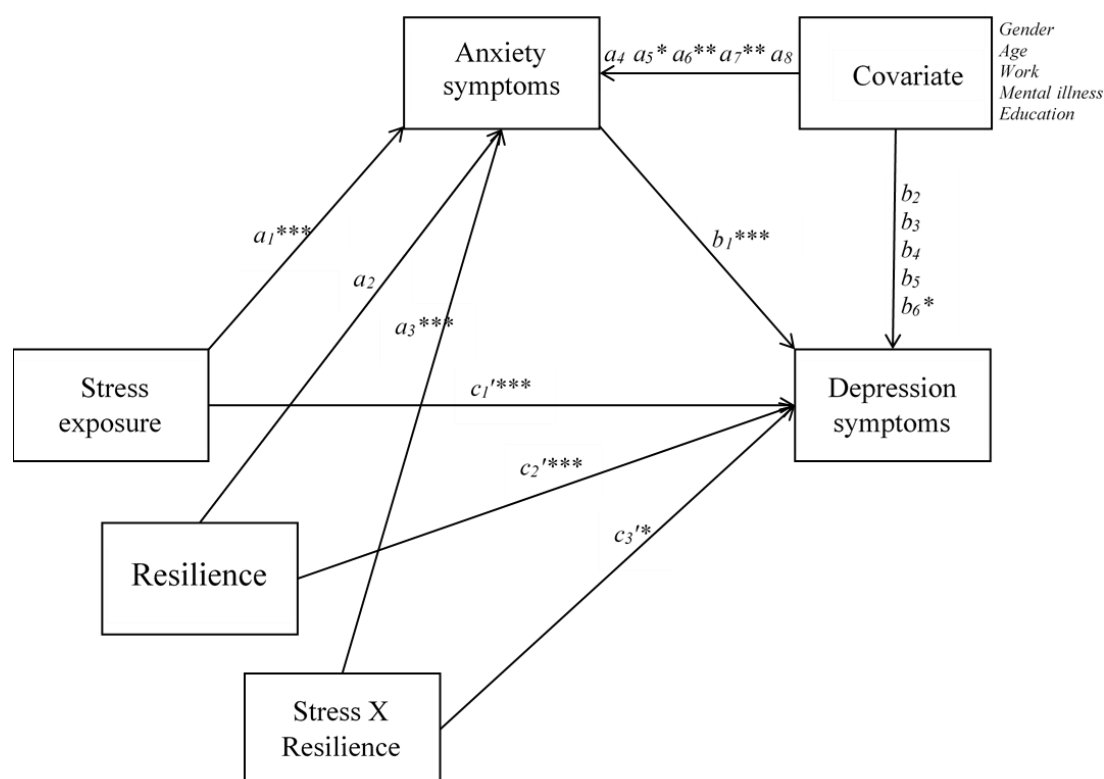 Anxiety
symptoms
a4 a5* a6** a7** a8
Covariate
Gender
Age
Work
Mental illness
Education
a1***
a2
a3***
b1***
b2
b3
b4
b5
b6*
Stress
exposure
c1'***
Depression
symptoms
c2'***
Resilience
c3'*
Stress X
Resilience